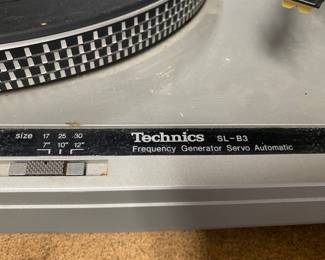 size 17 25 30
7" 10" 12"
Technics SL-B3
Frequency Generator Servo Automatic